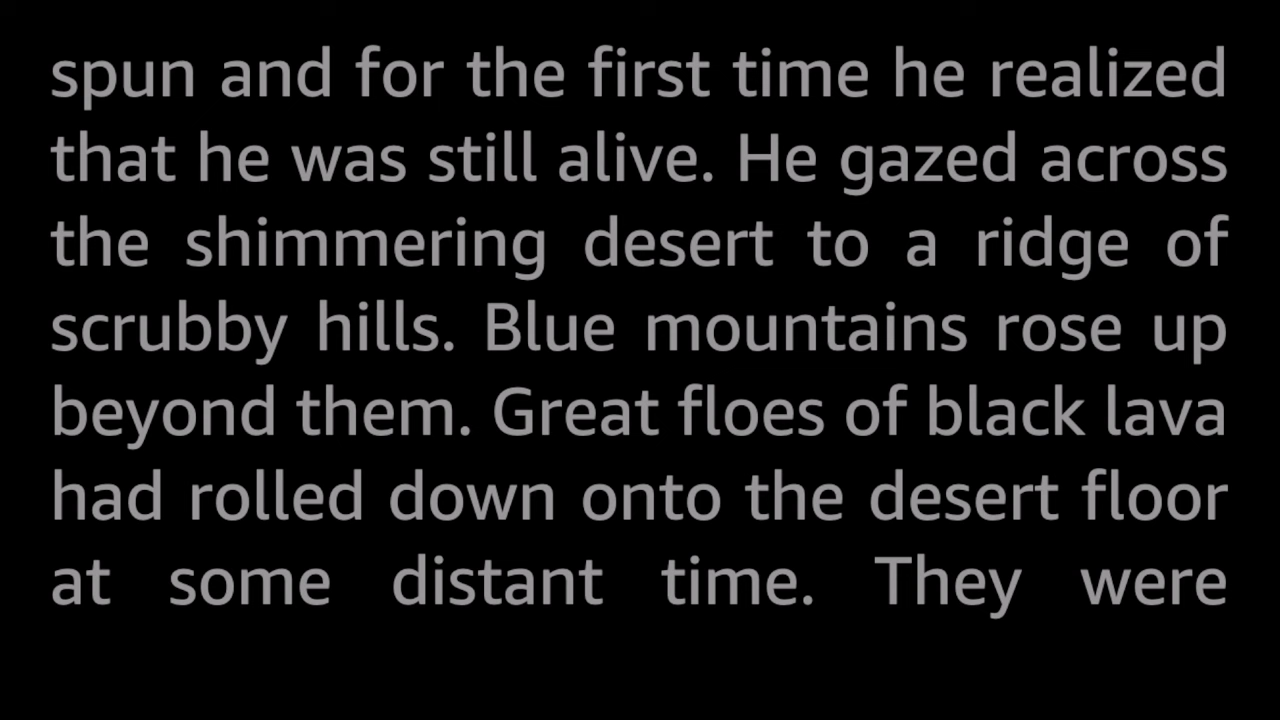 spun and for the first time he realized
that he was still alive. He gazed across
the shimmering desert to a ridge of
scrubby hills. Blue mountains rose up
beyond them. Great floes of black lava
had rolled down onto the desert floor
at some distant time. They were